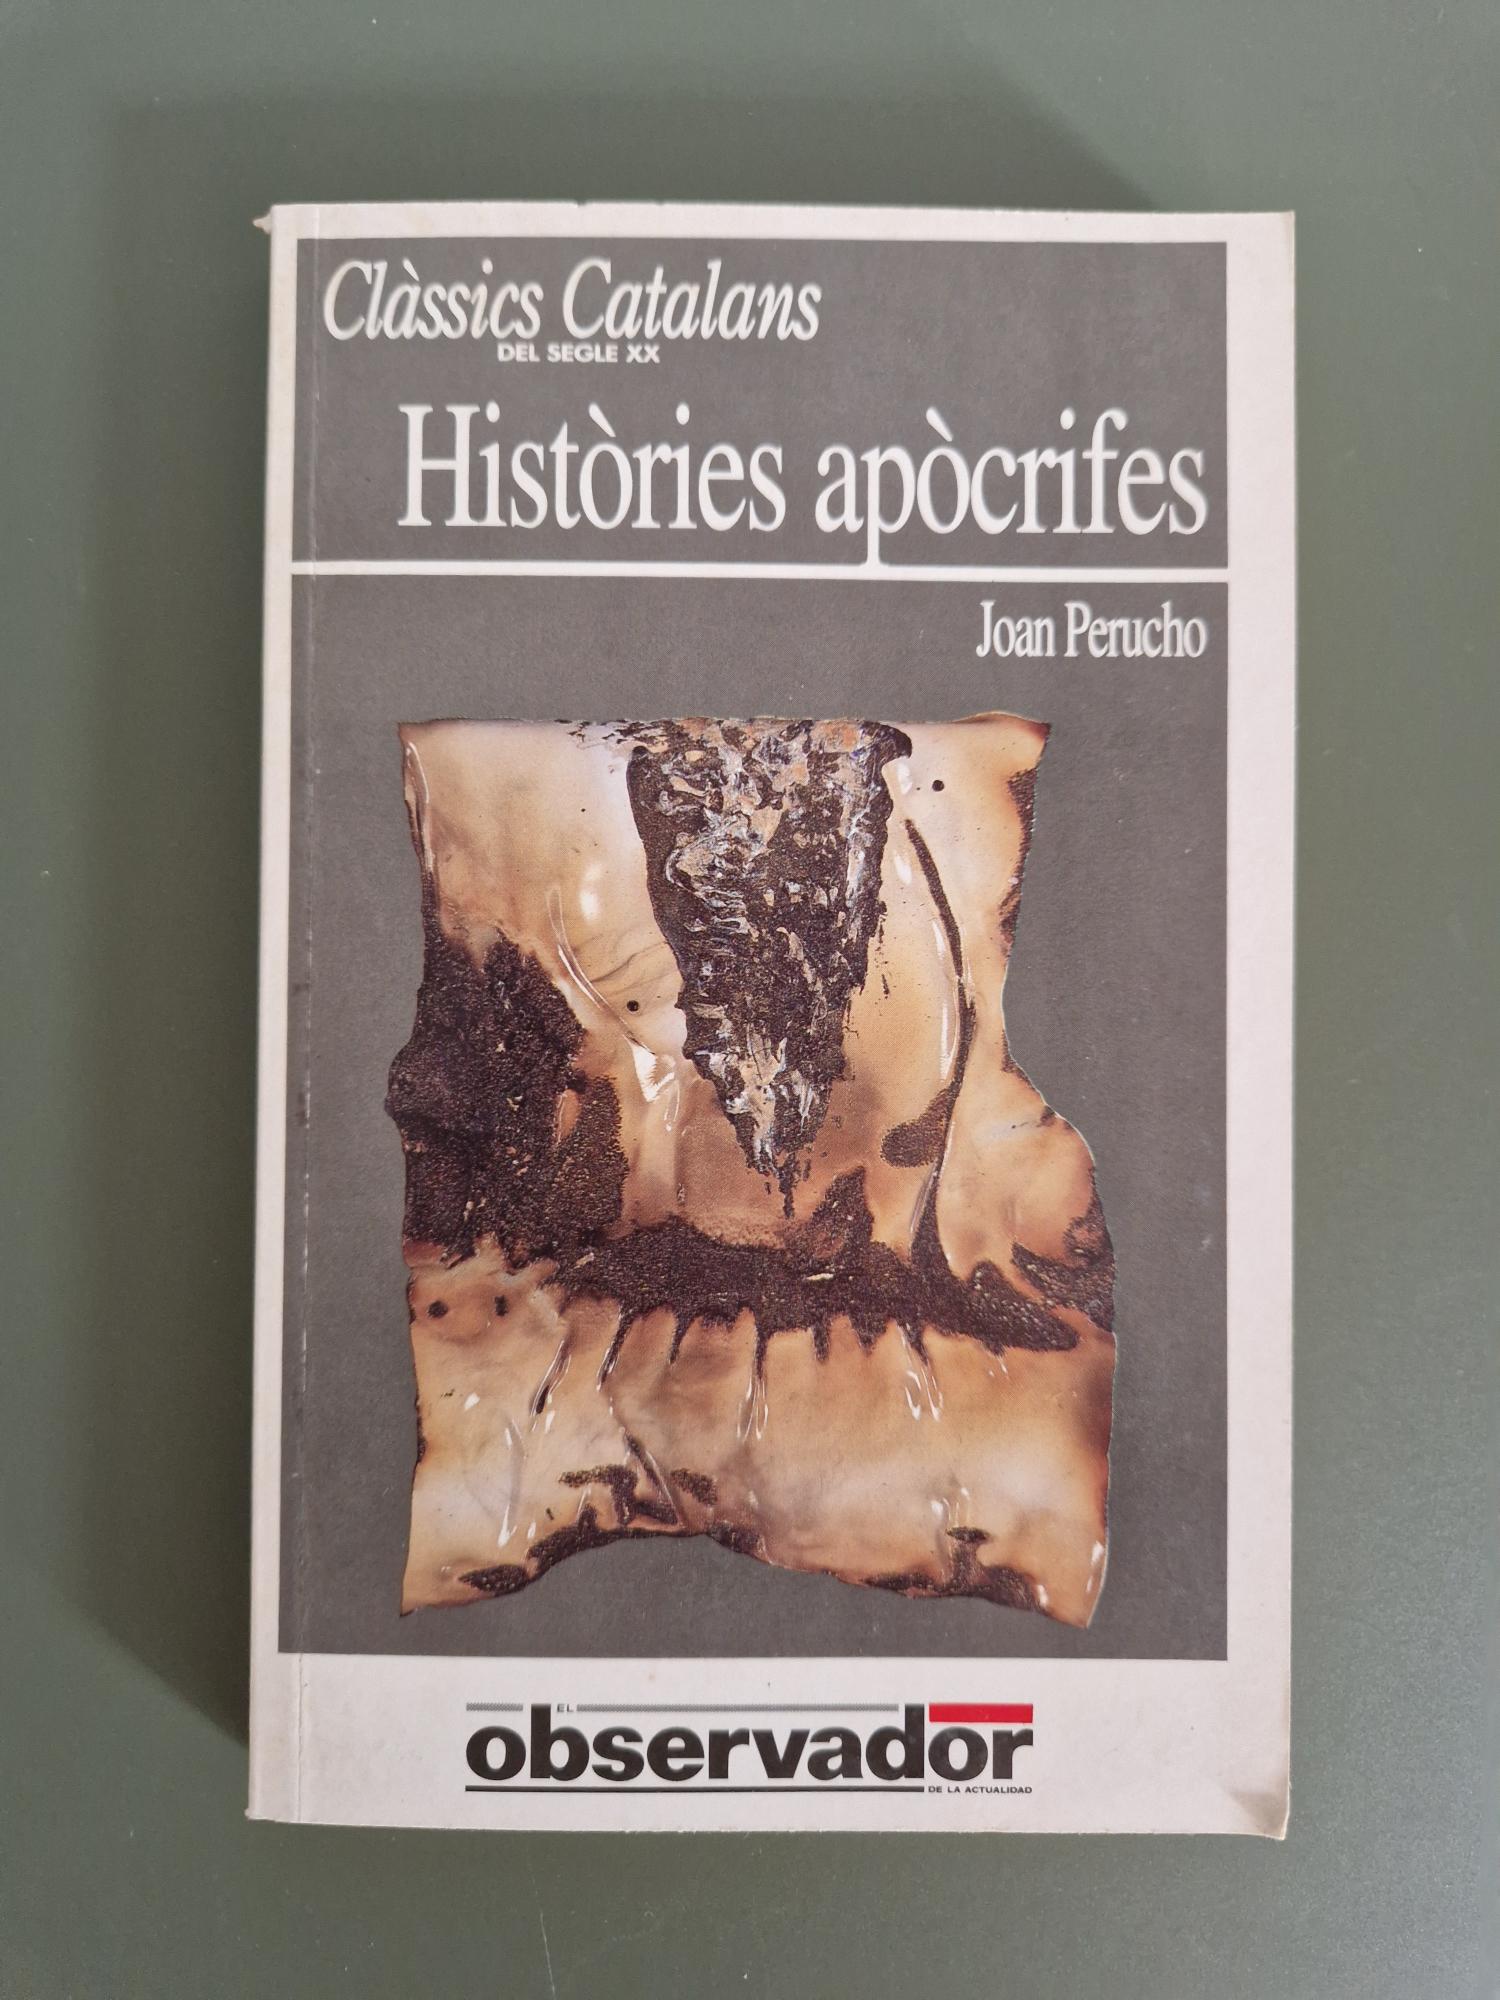 Clàssics Catalans
DEL SEGLE XX
Històries apòcrifes
Joan Perucho
EL
observador
DE LA ACTUALIDAD